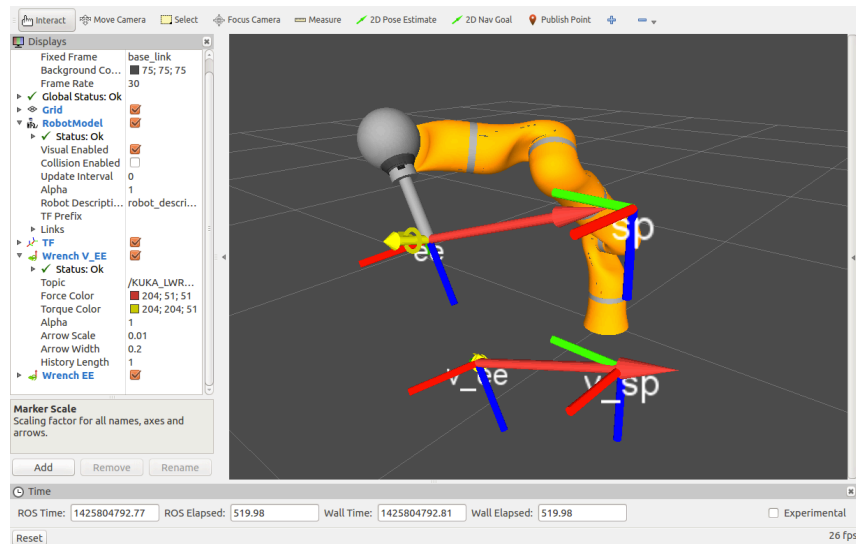 Interact Move Camera Select Focus Camera Measure 2D Pose Estimate 2D Nav Goal Publish Point
Displays
Fixed Frame base_link
Background Co... 75; 75; 75
Frame Rate 30
Global Status: Ok
Grid
RobotModel
Status: Ok
Visual Enabled
Collision Enabled
Update Interval 0
Alpha 1
Robot Descripti... robot_descri...
TF Prefix
Links
TF
Wrench V_EE
Status: Ok
Topic /KUKA_LWR...
Force Color 204; 51; 51
Torque Color 204; 204; 51
Alpha 1
Arrow Scale 0.01
Arrow Width 0.2
History Length 1
Wrench EE
Marker Scale
Scaling factor for all names, axes and
arrows.
Add Remove Rename
sp
ee
v_ee
v_sp
Time
ROS Time: 1425804792.77 ROS Elapsed: 519.98 Wall Time: 1425804792.81 Wall Elapsed: 519.98 Experimental
Reset 26 fps